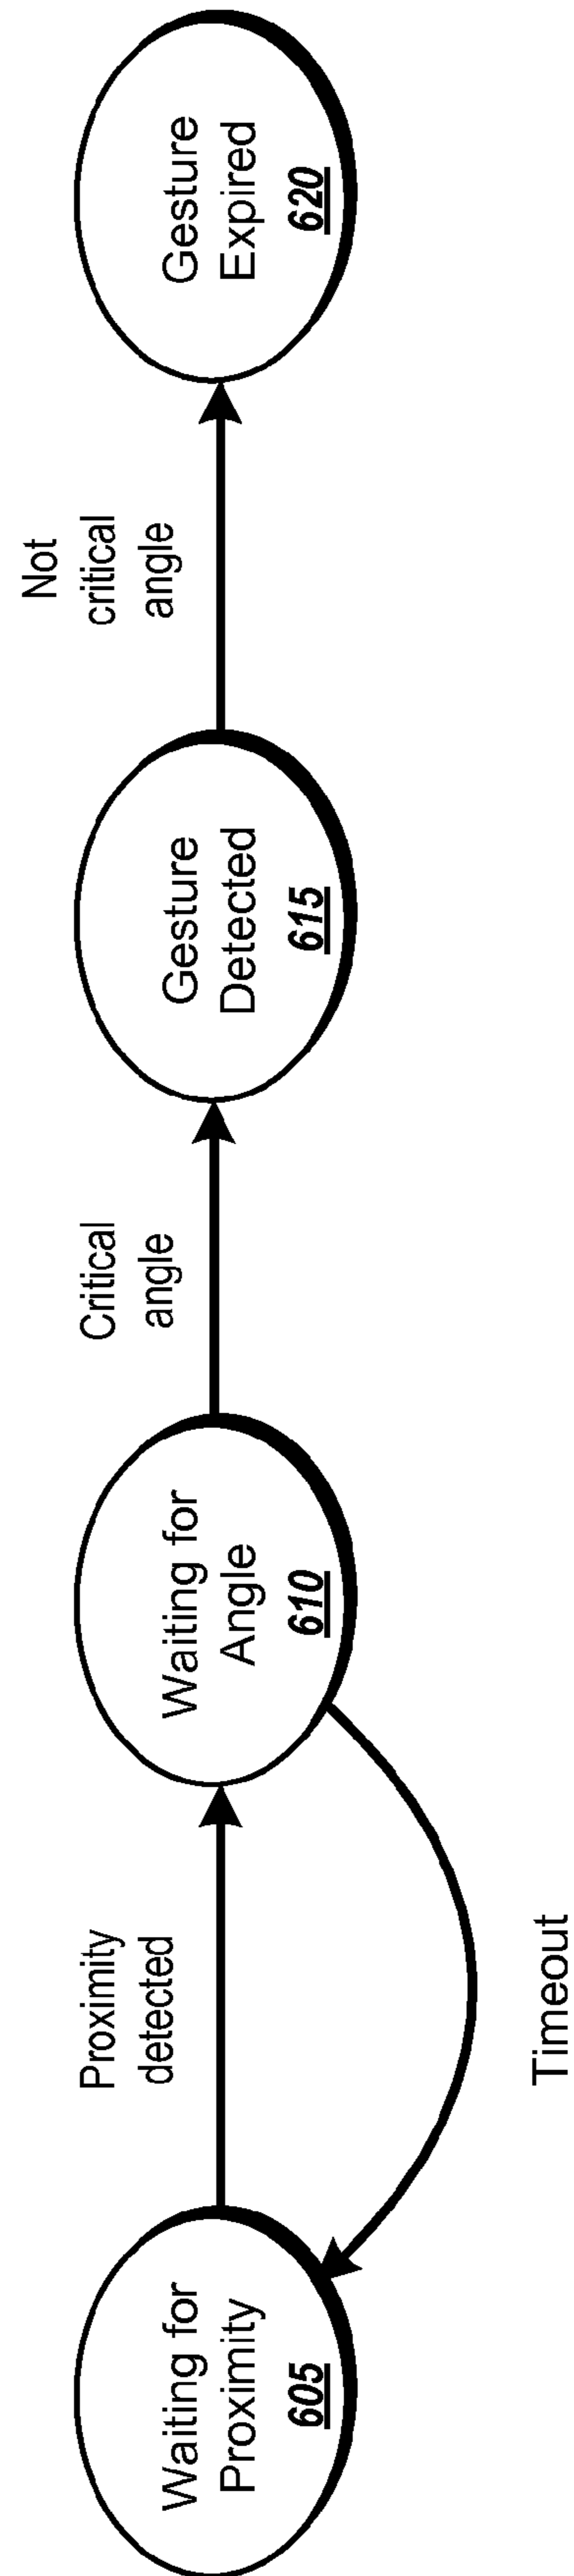 Waiting for
Proximity
605
Proximity
detected
Waiting for
Angle
610
Timeout
Critical
angle
Gesture
Detected
615
Not
critical
angle
Gesture
Expired
620